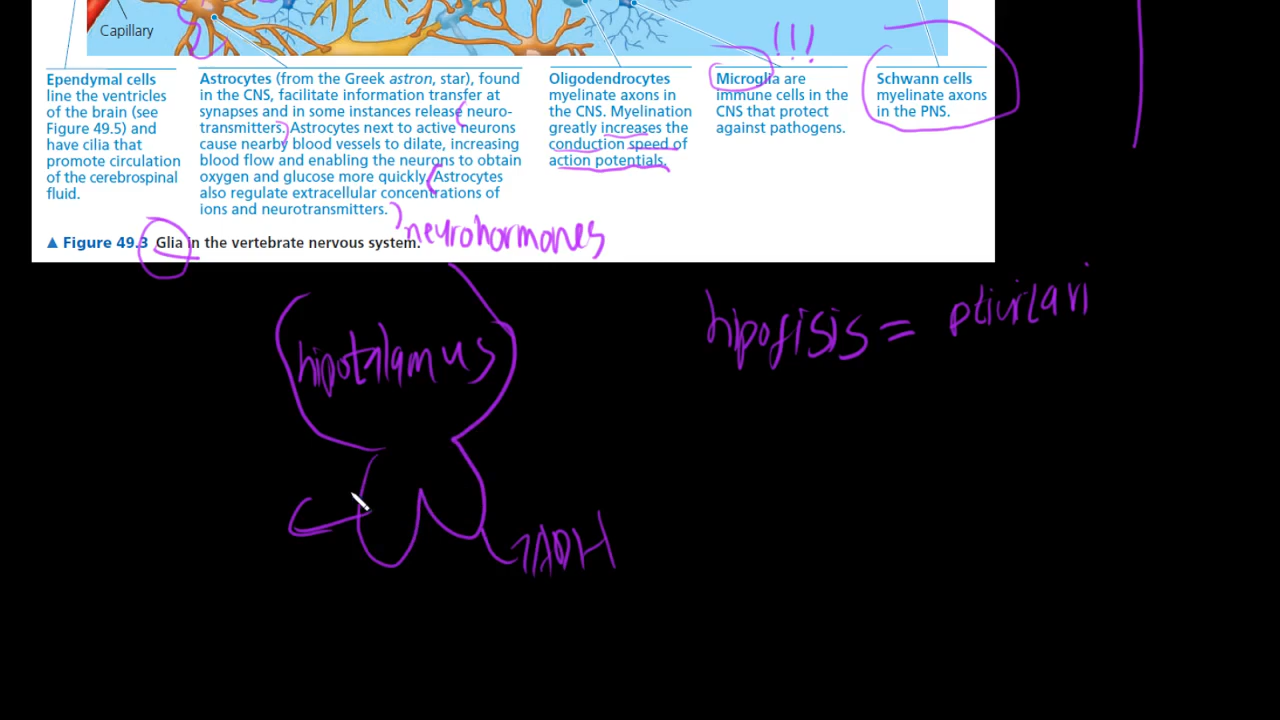 Capillary
Ependymal cells
line the ventricles
of the brain (see
Figure 49.5) and
have cilia that
promote circulation
of the cerebrospinal
fluid.
Astrocytes (from the Greek astron, star), found
in the CNS, facilitate information transfer at
synapses and in some instances release neuro-
transmitters. Astrocytes next to active neurons
cause nearby blood vessels to dilate, increasing
blood flow and enabling the neurons to obtain
oxygen and glucose more quickly. Astrocytes
also regulate extracellular concentrations of
ions and neurotransmitters.
Oligodendrocytes
myelinate axons in
the CNS. Myelination
greatly increases the
conduction speed of
action potentials.
Microglia are
immune cells in the
CNS that protect
against pathogens.
!!!
Schwann cells
myelinate axons
in the PNS.
▲ Figure 49.3 Glia in the vertebrate nervous system.
neurohormones
hipotalamus
hipofisis =
ADH